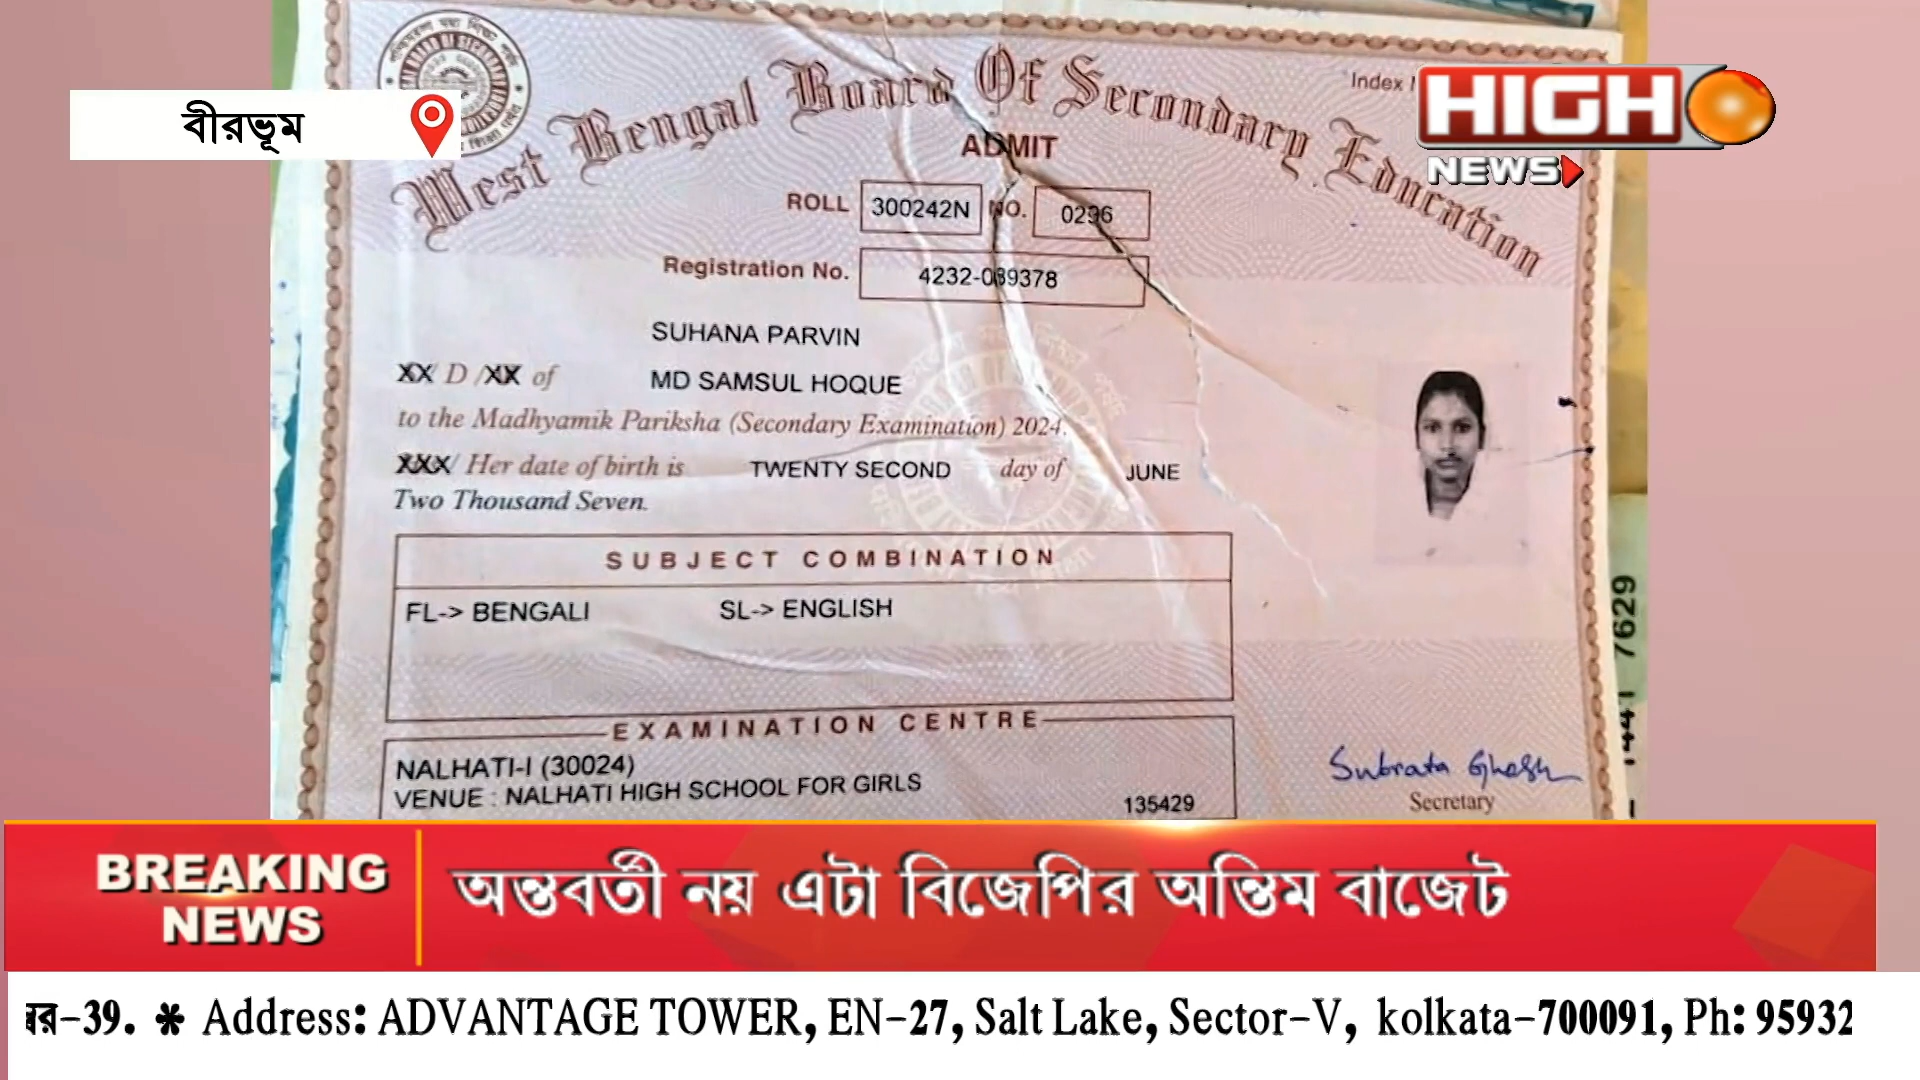 বীরভূম
West Bengal Board Of Secondary Education
Index
HIGH
NEWS
ADMIT
ROLL 300242N NO. 0296
Registration No. 4232-089378
SUHANA PARVIN
XX D /XX of MD SAMSUL HOQUE
to the Madhyamik Pariksha (Secondary Examination) 2024.
XXX/ Her date of birth is TWENTY SECOND day of JUNE
Two Thousand Seven.
SUBJECT COMBINATION
FL-> BENGALI SL-> ENGLISH
EXAMINATION CENTRE
NALHATI-I (30024)
VENUE : NALHATI HIGH SCHOOL FOR GIRLS
135429
Subrata Ghosh
Secretary
7629
BREAKING
NEWS
অন্তবর্তী নয় এটা বিজেপির অন্তিম বাজেট
-39. * Address: ADVANTAGE TOWER, EN-27, Salt Lake, Sector-V, kolkata-700091, Ph: 95932